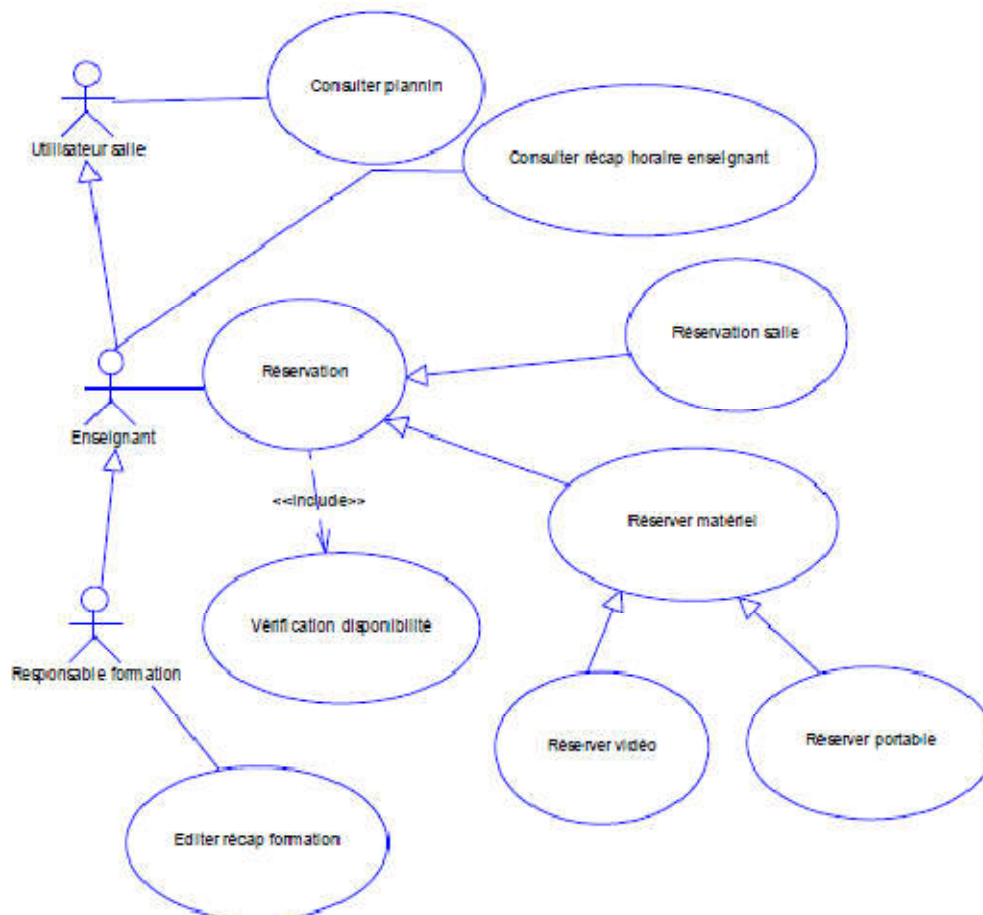 Consulter plannin
Utilisateur salle
Consulter récap horaire enseignant
Réservation salle
Réservation
Enseignant
<<include>>
Réserver matériel
Vérification disponibilité
Responsable formation
Réserver vidéo
Réserver portable
Editer récap formation